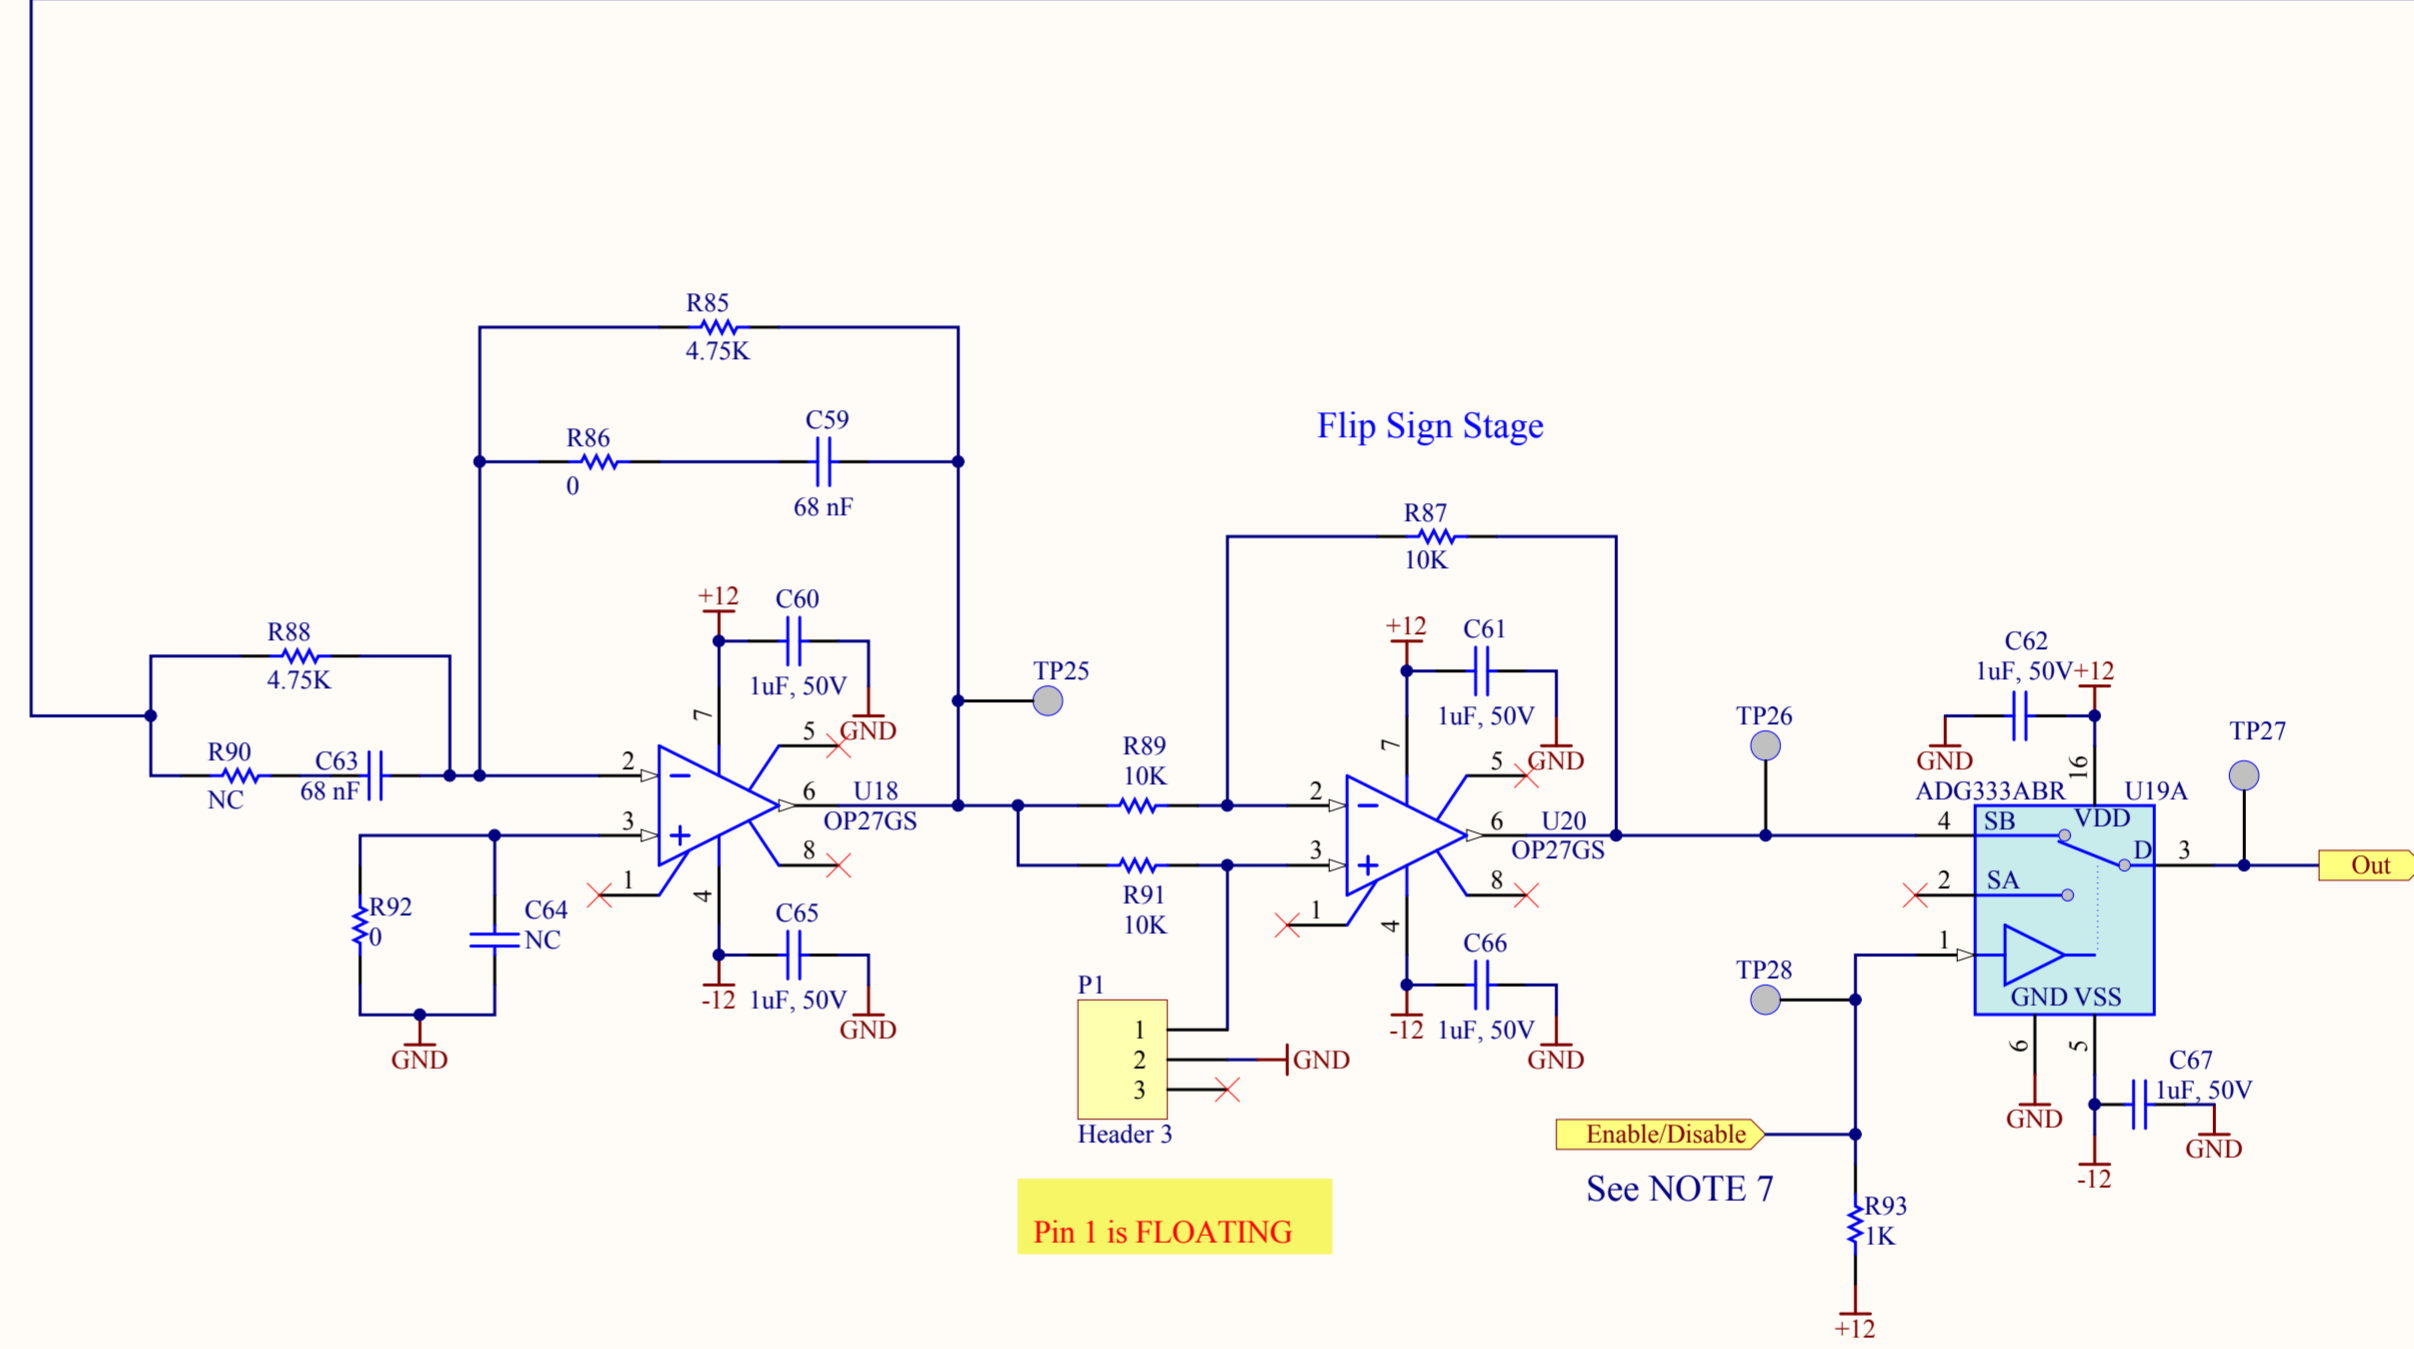 R85
4.75K
R86
0
C59
68 nF
Flip Sign Stage
R87
10K
R88
4.75K
R90
NC
C63
68 nF
+12
C60
1uF, 50V
GND
7
5
2
6
U18
OP27GS
3
8
1
4
R92
0
C64
NC
GND
C65
-12
1uF, 50V
GND
TP25
R89
10K
R91
10K
+12
C61
1uF, 50V
GND
7
5
2
6
U20
OP27GS
3
8
1
4
C66
-12
1uF, 50V
GND
P1
1
2
3
GND
Header 3
Pin 1 is FLOATING
TP26
C62
1uF, 50V
+12
GND
16
TP27
ADG333ABR
U19A
4
SB
VDD
D
3
Out
2
SA
1
TP28
GND VSS
6
5
GND
C67
1uF, 50V
GND
-12
Enable/Disable
See NOTE 7
R93
1K
+12